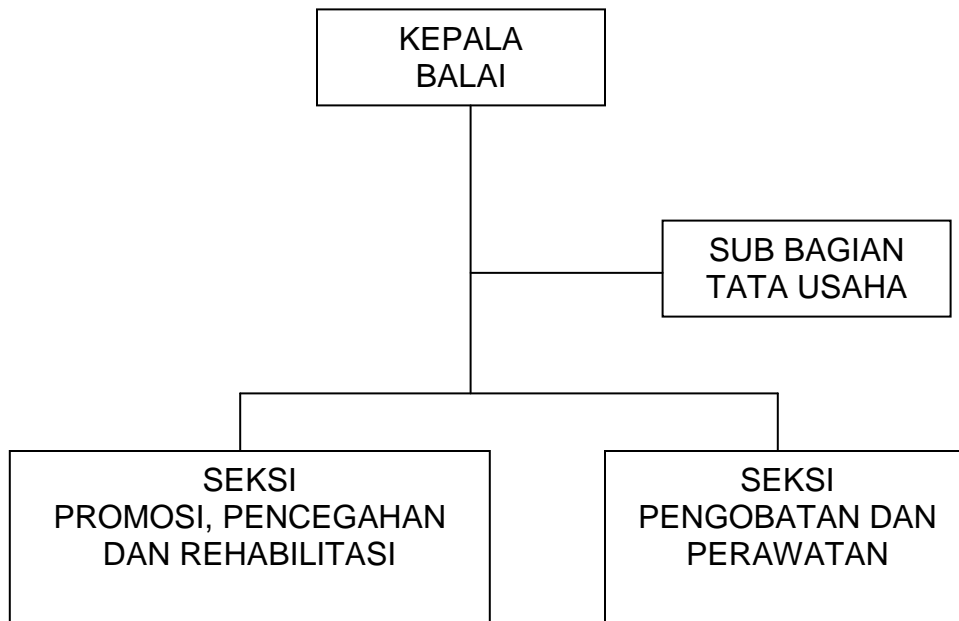 KEPALA
BALAI
SUB BAGIAN
TATA USAHA
SEKSI
PROMOSI, PENCEGAHAN
DAN REHABILITASI
SEKSI
PENGOBATAN DAN
PERAWATAN